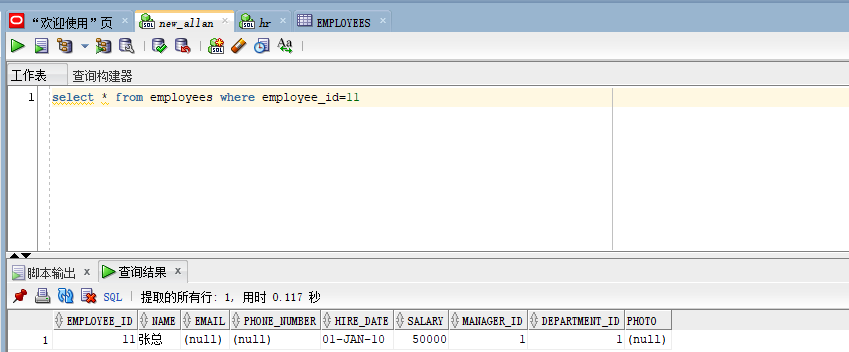 “欢迎使用”页 new_allan hr EMPLOYEES
工作表 查询构建器
1 select * from employees where employee_id=11
脚本输出 x 查询结果 x
SQL 提取的所有行: 1, 用时 0.117 秒
EMPLOYEE_ID NAME EMAIL PHONE_NUMBER HIRE_DATE SALARY MANAGER_ID DEPARTMENT_ID PHOTO
1 11 张总 (null) (null) 01-JAN-10 50000 1 1 (null)